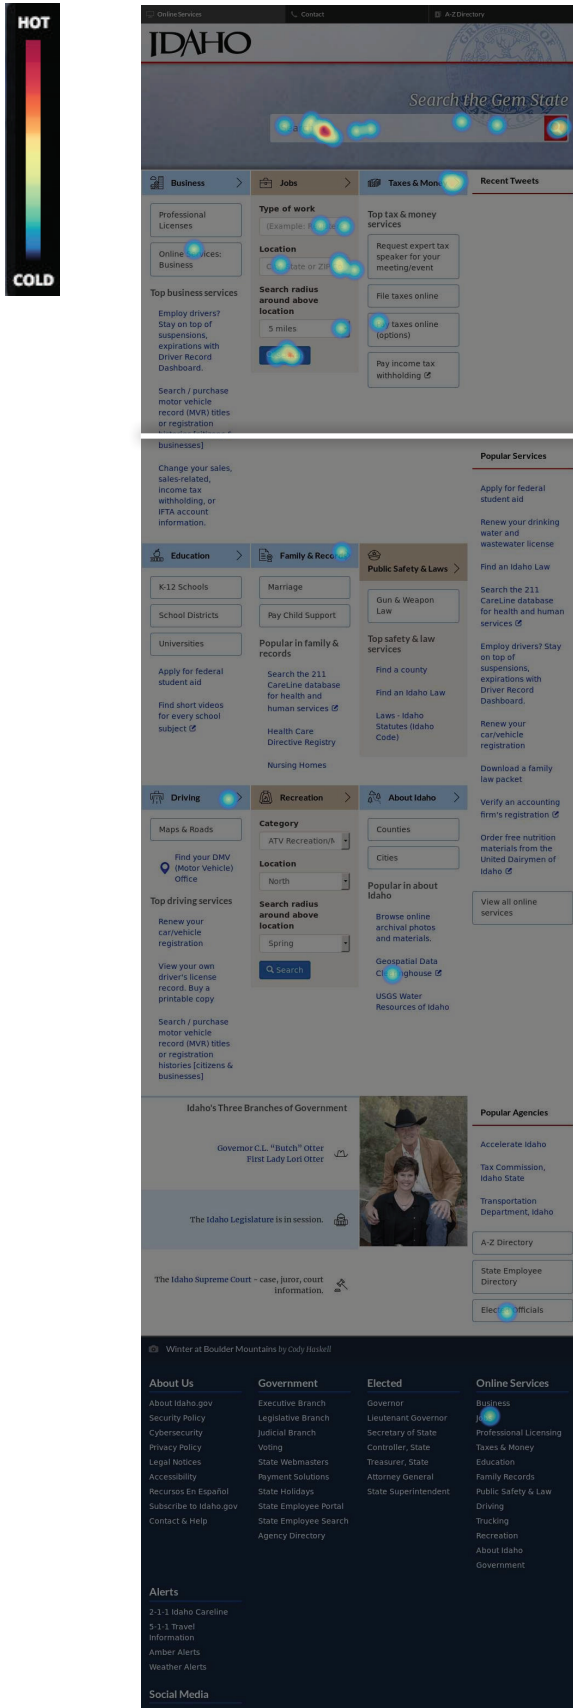 HOT
COLD
Online Services
Contact
A-Z Directory
IDAHO
Search the Gem State
Business
Professional
Licenses
Business
Top business services
Employ drivers?
Stay on top of
suspensions,
expirations with
Driver Record
Dashboard.
Search / purchase
motor vehicle
record (MVR) titles
or registration
businesses]
Change your sales,
sales-related,
income tax
withholding, or
IFTA account
information.
Jobs
Type of work
(Example:
Location
Search radius
around above
location
5 miles
Taxes &
Top tax & money
services
Request expert tax
speaker for your
meeting/event
File taxes online
taxes online
(options)
Pay income tax
withholding
Recent Tweets
Popular Services
Apply for federal
student aid
Renew your drinking
water and
wastewater license
Find an Idaho Law
Search the 211
CareLine database
for health and human
services
Employ drivers? Stay
on top of
suspensions,
expirations with
Driver Record
Dashboard.
Renew your
car/vehicle
registration
Download a family
law packet
Verify an accounting
firm's registration
Order free nutrition
materials from the
United Dairymen of
Idaho
View all online
services
Education
K-12 Schools
School Districts
Universities
Apply for federal
student aid
Find short videos
for every school
subject
Family &
Marriage
Pay Child Support
Popular in family &
records
Search the 211
CareLine database
for health and
human services
Health Care
Directive Registry
Nursing Homes
Public Safety & Laws
Gun & Weapon
Law
Top safety & law
services
Find a county
Find an Idaho Law
Laws - Idaho
Statutes (Idaho
Code)
Driving
Maps & Roads
Find your DMV
(Motor Vehicle)
Office
Top driving services
Renew your
car/vehicle
registration
View your own
driver's license
record. Buy a
printable copy
Search / purchase
motor vehicle
record (MVR) titles
or registration
histories [citizens &
businesses]
Recreation
Category
ATV Recreation/
Location
North
Search radius
around above
location
Spring
Search
About Idaho
Counties
Cities
Popular in about
Idaho
Browse online
archival photos
and materials.
Geospatial Data
USGS Water
Resources of Idaho
Idaho's Three Branches of Government
Governor C.L. “Butch” Otter
First Lady Lori Otter
The Idaho Legislature is in session.
The Idaho Supreme Court - case, juror, court
information.
Popular Agencies
Accelerate Idaho
Tax Commission,
Idaho State
Transportation
Department, Idaho
A-Z Directory
State Employee
Directory
Winter at Boulder Mountains by Cody Haskell
About Us
About Idaho.gov
Security Policy
Cybersecurity
Privacy Policy
Legal Notices
Accessibility
Recursos En Español
Subscribe to Idaho.gov
Contact & Help
Government
Executive Branch
Legislative Branch
Judicial Branch
Voting
State Webmasters
Payment Solutions
State Holidays
State Employee Portal
State Employee Search
Agency Directory
Elected
Governor
Lieutenant Governor
Secretary of State
Controller, State
Treasurer, State
Attorney General
State Superintendent
Online Services
Business
Professional Licensing
Taxes & Money
Education
Family Records
Public Safety & Law
Driving
Trucking
Recreation
About Idaho
Government
Alerts
2-1-1 Idaho Careline
5-1-1 Travel
Information
Amber Alerts
Weather Alerts
Social Media